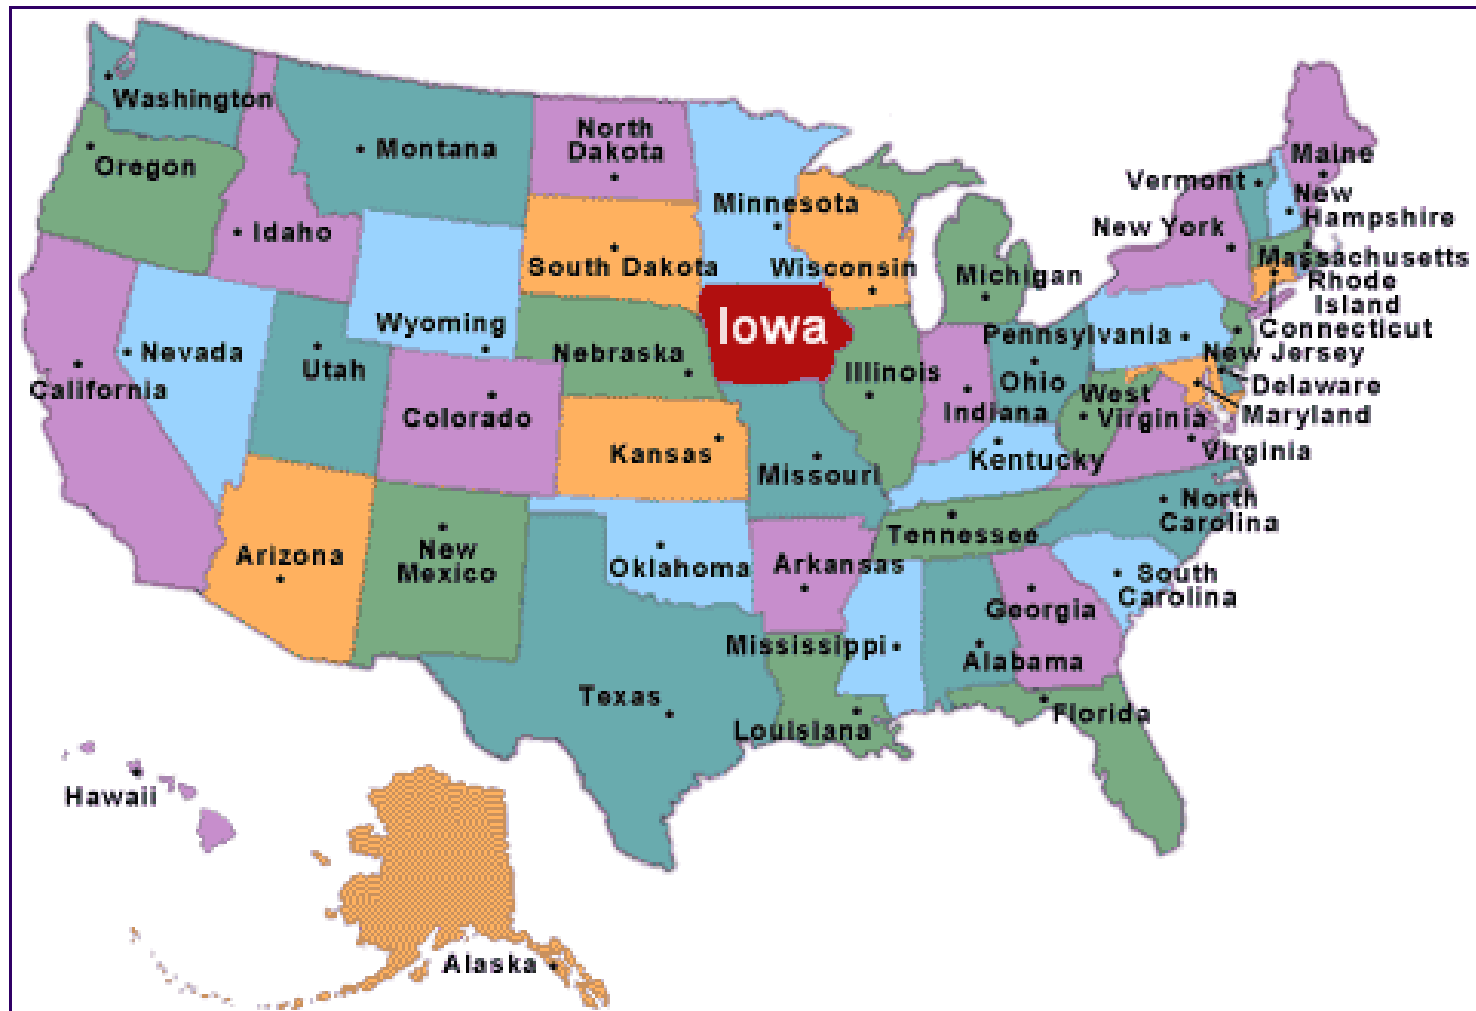 Washington
Oregon
Montana
Idaho
North
Dakota
Minnesota
South Dakota
Wisconsin
Michigan
Maine
Vermont
New
Hampshire
New York
Massachusetts
Rhode
Island
Connecticut
Wyoming
Nebraska
Iowa
Illinois
Indiana
Ohio
Pennsylvania
New Jersey
Delaware
Maryland
West
Virginia
Virginia
Nevada
Utah
California
Colorado
Kansas
Missouri
Kentucky
North
Carolina
Tennessee
Arizona
New
Mexico
Oklahoma
Arkansas
South
Carolina
Georgia
Mississippi
Alabama
Texas
Louisiana
Florida
Hawaii
Alaska